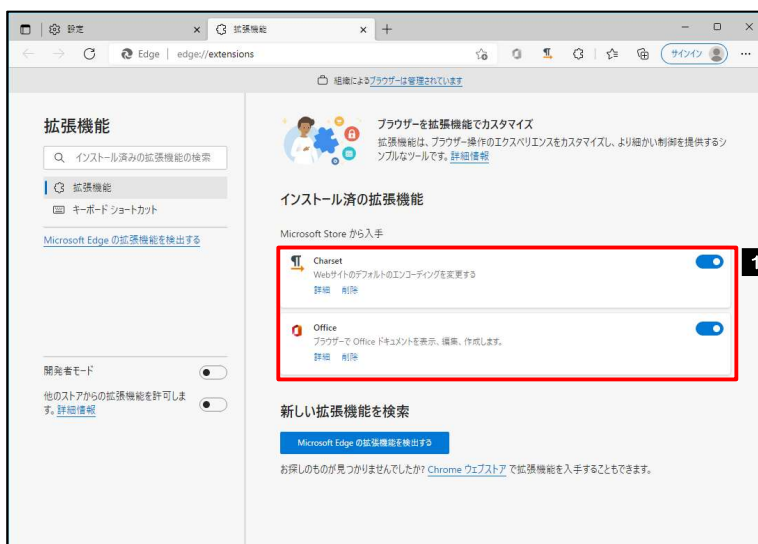 設定
拡張機能
Edge | edge://extensions
サインイン
組織によるブラウザーは管理されています
拡張機能
インストール済みの拡張機能の検索
拡張機能
キーボード ショートカット
Microsoft Edge の拡張機能を検出する
開発者モード
他のストアからの拡張機能を許可しま
す。詳細情報
ブラウザーを拡張機能でカスタマイズ
拡張機能は、ブラウザー操作のエクスペリエンスをカスタマイズし、より細かい制御を提供するシ
ンプルなツールです。詳細情報
インストール済の拡張機能
Microsoft Store から入手
Charset
Webサイトのデフォルトのエンコーディングを変更する
詳細 削除
1
Office
ブラウザーで Office ドキュメントを表示、編集、作成します。
詳細 削除
新しい拡張機能を検索
Microsoft Edge の拡張機能を検出する
お探しのものが見つかりませんでしたか? Chrome ウェブストア で拡張機能を入手することもできます。